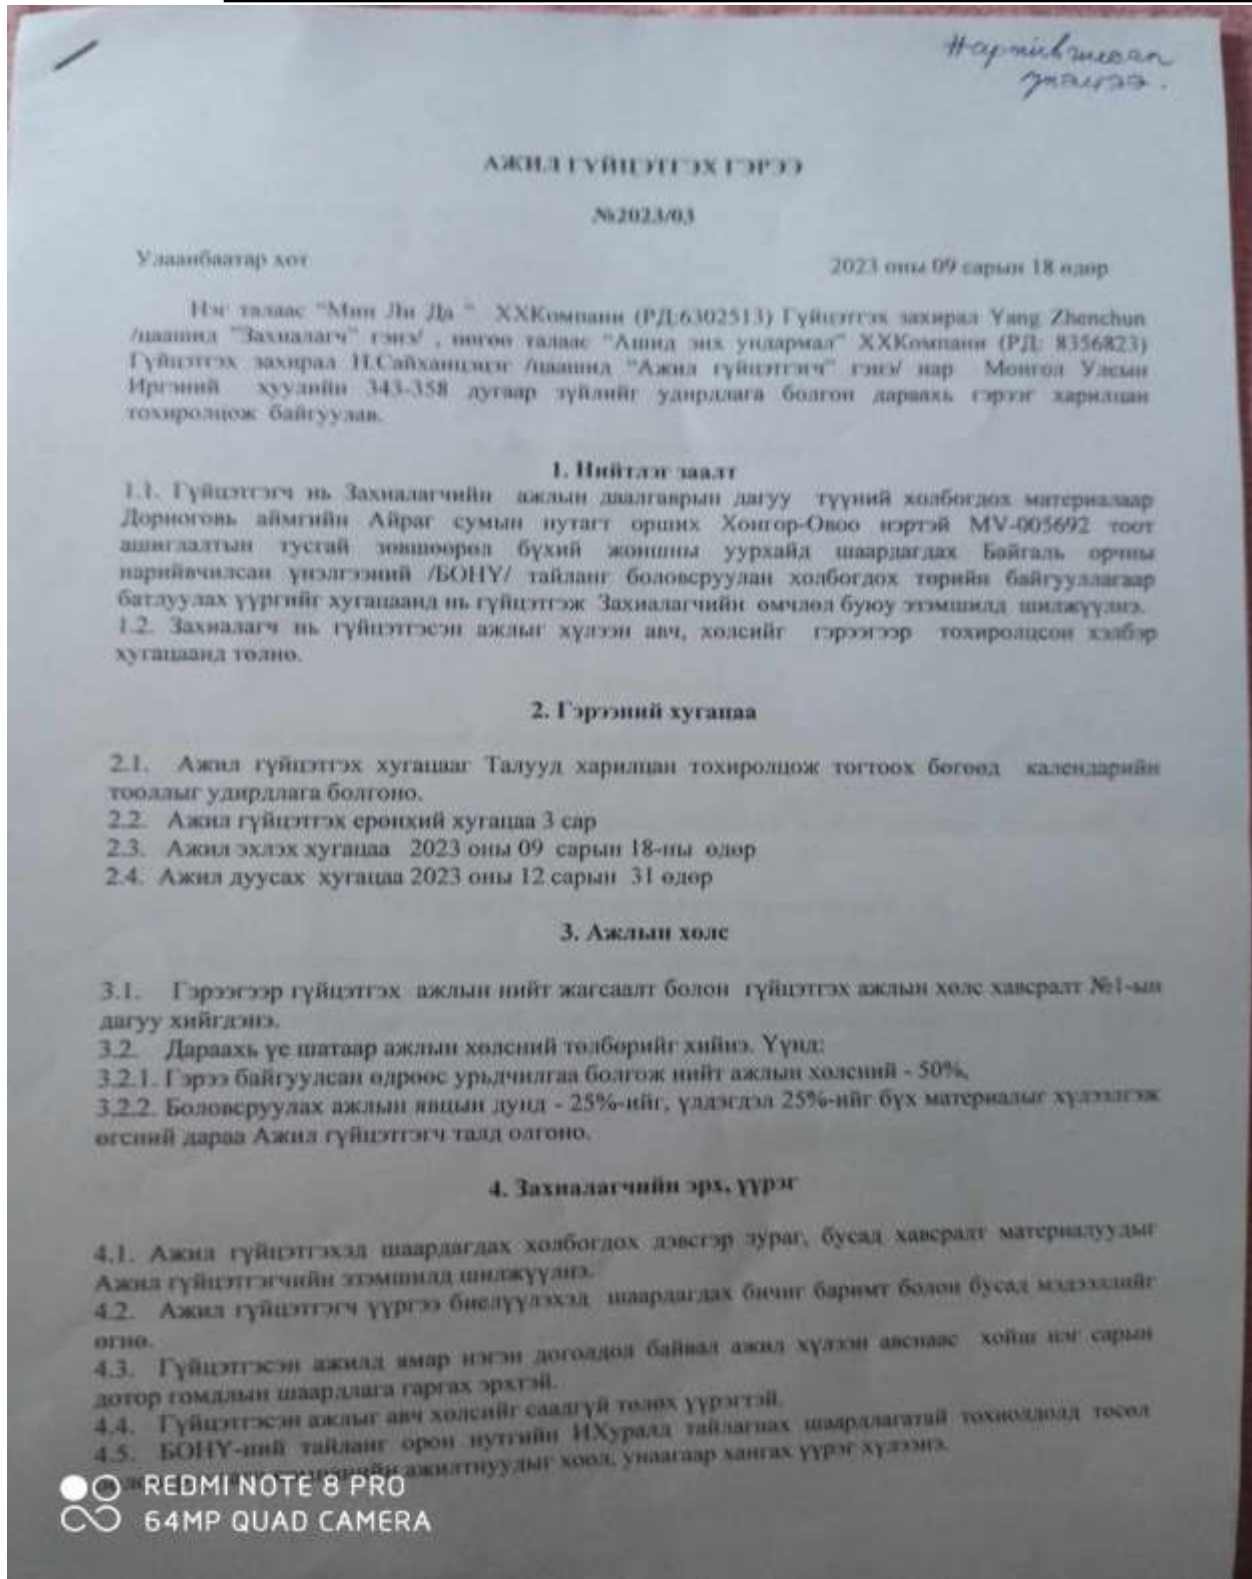 Нарийвчилсан
үнэлгээ.
АЖИЛ ГҮЙЦЭТГЭХ ГЭРЭЭ
№2023/03
Улаанбаатар хот 2023 оны 09 сарын 18 өдөр
Нэг талаас "Мин Ли Да " ХХКомпани (РД:6302513) Гүйцэтгэх захирал Yang Zhenchun
/цаашид "Захиалагч" гэнэ/ , нөгөө талаас "Ашид энх ундармал" ХХКомпани (РД: 8356823)
Гүйцэтгэх захирал Н.Сайханцэцэг /цаашид "Ажил гүйцэтгэгч" гэнэ/ нар Монгол Улсын
Иргэний хуулийн 343-358 дугаар зүйлийг удирдлага болгон дараахь гэрээг харилцан
тохиролцож байгуулав.
1. Нийтлэг заалт
1.1. Гүйцэтгэгч нь Захиалагчийн ажлын даалгаврын дагуу түүний холбогдох материалаар
Дорноговь аймгийн Айраг сумын нутагт орших Хонгор-Овоо нэртэй MV-005692 тоот
ашиглалтын тусгай зөвшөөрөл бүхий жоншны уурхайд шаардагдах Байгаль орчны
нарийвчилсан үнэлгээний /БОНҮ/ тайланг боловсруулан холбогдох төрийн байгууллагаар
батлуулах үүргийг хугацаанд нь гүйцэтгэж Захиалагчийн өмчлөл буюу эзэмшилд шилжүүлнэ.
1.2. Захиалагч нь гүйцэтгэсэн ажлыг хүлээн авч, хөлсийг гэрээгээр тохиролцсон хэлбэр
хугацаанд төлнө.
2. Гэрээний хугацаа
2.1. Ажил гүйцэтгэх хугацааг Талууд харилцан тохиролцож тогтоох бөгөөд календарийн
тооллыг удирдлага болгоно.
2.2. Ажил гүйцэтгэх ерөнхий хугацаа 3 сар
2.3. Ажил эхлэх хугацаа 2023 оны 09 сарын 18-ны өдөр
2.4. Ажил дуусах хугацаа 2023 оны 12 сарын 31 өдөр
3. Ажлын хөлс
3.1. Гэрээгээр гүйцэтгэх ажлын нийт жагсаалт болон гүйцэтгэх ажлын хөлс хавсралт №1-ын
дагуу хийгдэнэ.
3.2. Дараахь үе шатаар ажлын хөлсний төлбөрийг хийнэ. Үүнд:
3.2.1. Гэрээ байгуулсан өдрөөс урьдчилгаа болгож нийт ажлын хөлсний - 50%,
3.2.2. Боловсруулах ажлын явцын дунд - 25%-ийг, үлдэгдэл 25%-ийг бүх материалыг хүлээлгэж
өгсний дараа Ажил гүйцэтгэгч талд олгоно.
4. Захиалагчийн эрх, үүрэг
4.1. Ажил гүйцэтгэхэд шаардагдах холбогдох дэвсгэр зураг, бусад хавсралт материалуудыг
Ажил гүйцэтгэгчийн эзэмшилд шилжүүлнэ.
4.2. Ажил гүйцэтгэгч үүргээ биелүүлэхэд шаардагдах бичиг баримт болон бусад мэдээллийг
өгнө.
4.3. Гүйцэтгэсэн ажилд ямар нэгэн доголдол байвал ажил хүлээн авснаас хойш нэг сарын
дотор гомдлын шаардлага гаргах эрхтэй.
4.4. Гүйцэтгэсэн ажлыг авч хөлсийг саадгүй төлөх үүрэгтэй.
4.5. БОНҮ-ний тайланг орон нутгийн ИХуралд тайлагнах шаардлагатай тохиолдолд төсөл
ажилтнуудыг хоол, унаагаар хангах үүрэг хүлээнэ.
REDMI NOTE 8 PRO
64MP QUAD CAMERA